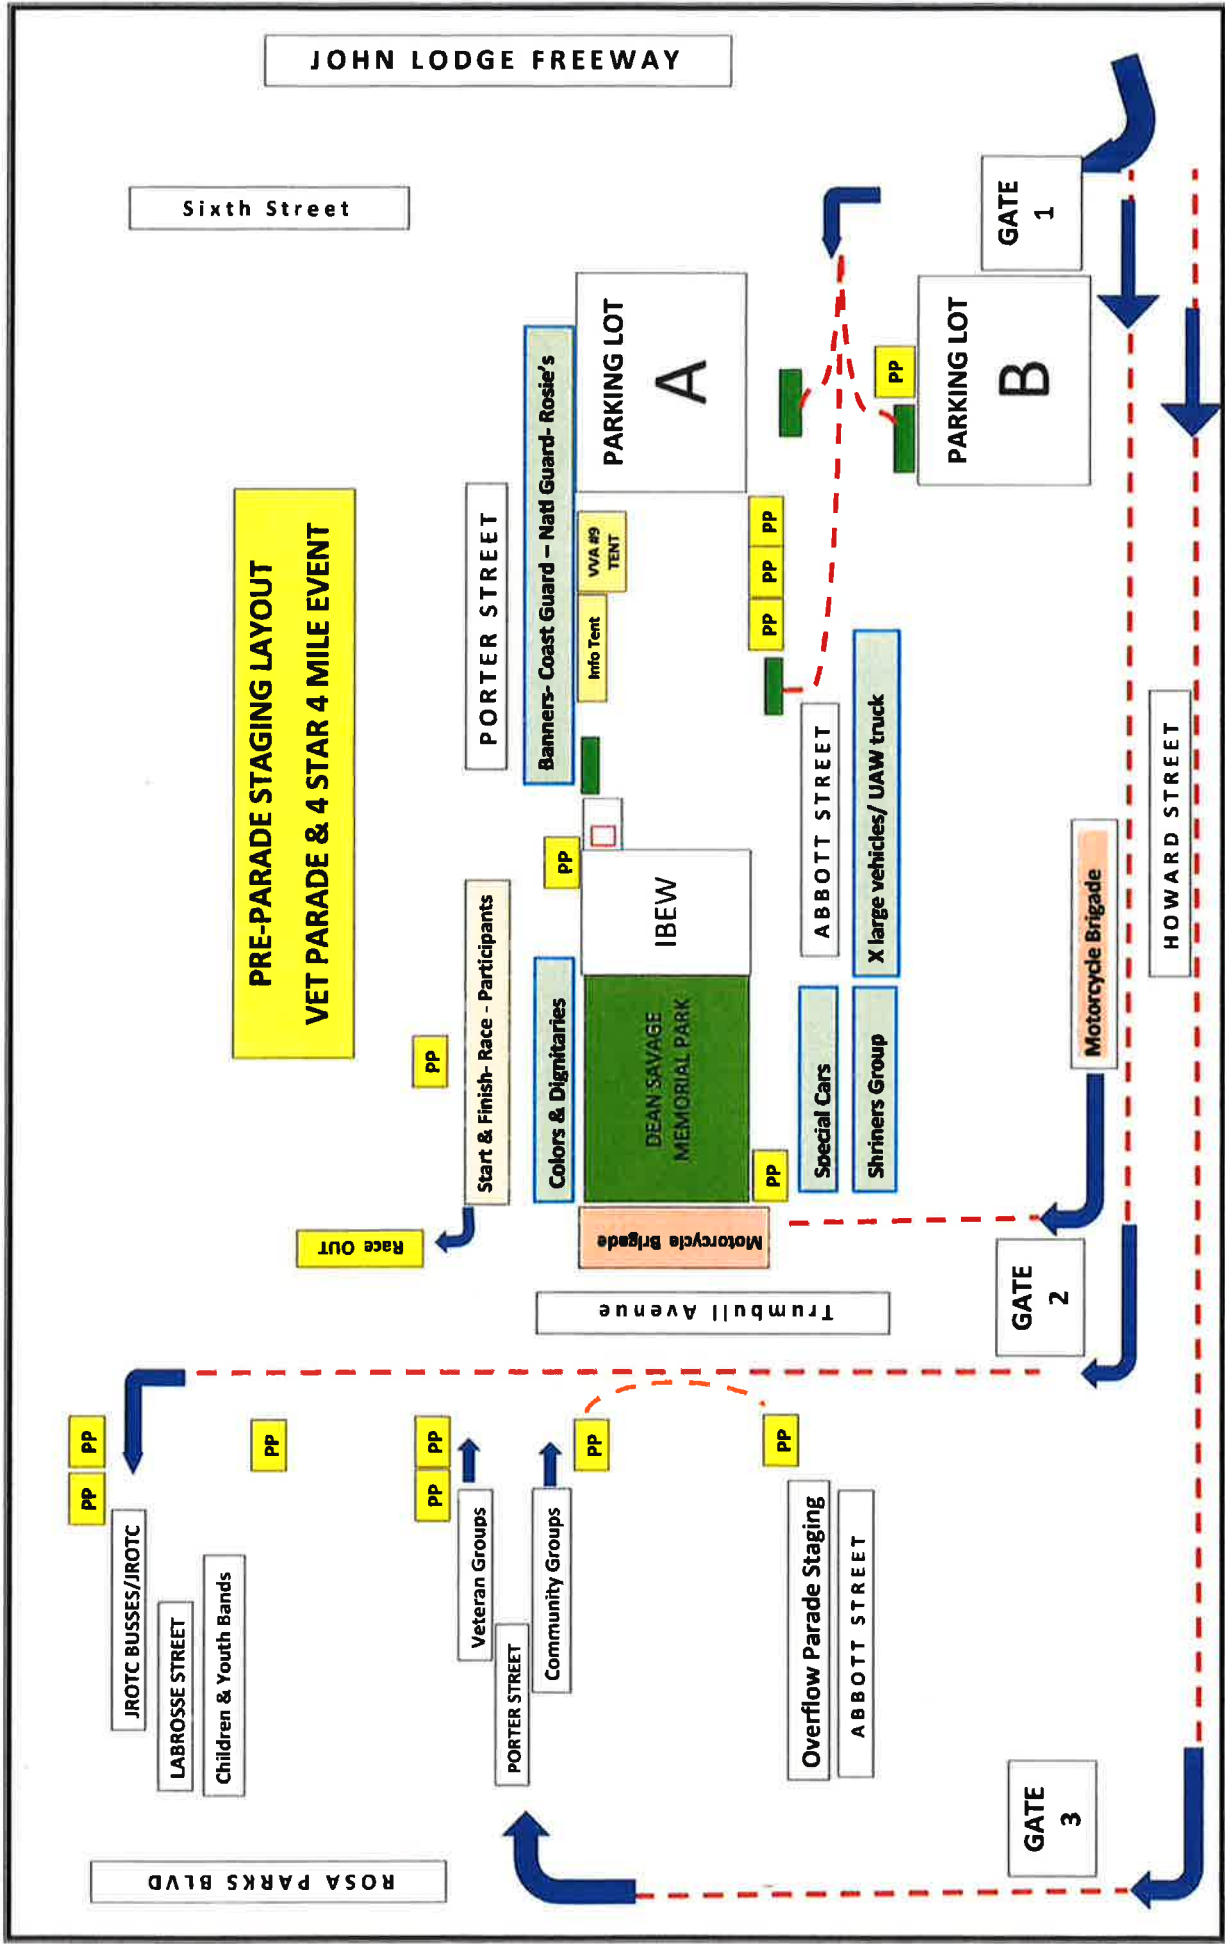 JOHN LODGE FREEWAY
Sixth Street
PRE-PARADE STAGING LAYOUT
VET PARADE & 4 STAR 4 MILE EVENT
GATE
1
PARKING LOT
A
PARKING LOT
B
PP
PORTER STREET
Banners- Coast Guard – Natl Guard- Rosie's
VVA #9
TENT
Info Tent
PP
PP
PP
ABBOTT STREET
X large vehicles/ UAW truck
HOWARD STREET
Motorcycle Brigade
PP
IBEW
Start & Finish- Race - Participants
PP
Colors & Dignitaries
DEAN SAVAGE
MEMORIAL PARK
PP
Special Cars
Shriners Group
Race OUT
Motorcycle Brigade
Trumbull Avenue
GATE
2
PP
PP
PP
PP
PP
PP
PP
JROTC BUSSES/JROTC
LABROSSE STREET
Children & Youth Bands
Veteran Groups
PORTER STREET
Community Groups
Overflow Parade Staging
ABBOTT STREET
GATE
3
ROSA PARKS BLVD